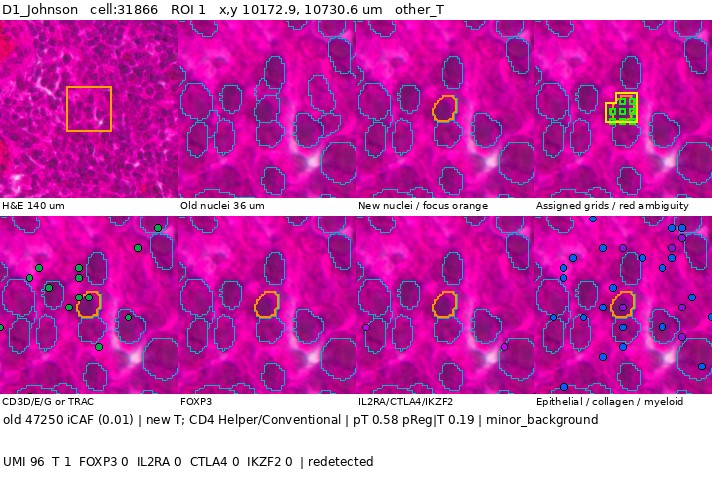 D1_Johnson   cell:31866   ROI 1   x,y 10172.9, 10730.6 um   other_T
H&E 140 um
Old nuclei 36 um
New nuclei / focus orange
Assigned grids / red ambiguity
CD3D/E/G or TRAC
FOXP3
IL2RA/CTLA4/IKZF2
Epithelial / collagen / myeloid
old 47250 iCAF (0.01) | new T; CD4 Helper/Conventional | pT 0.58 pReg|T 0.19 | minor_background
UMI 96  T 1  FOXP3 0  IL2RA 0  CTLA4 0  IKZF2 0  | redetected